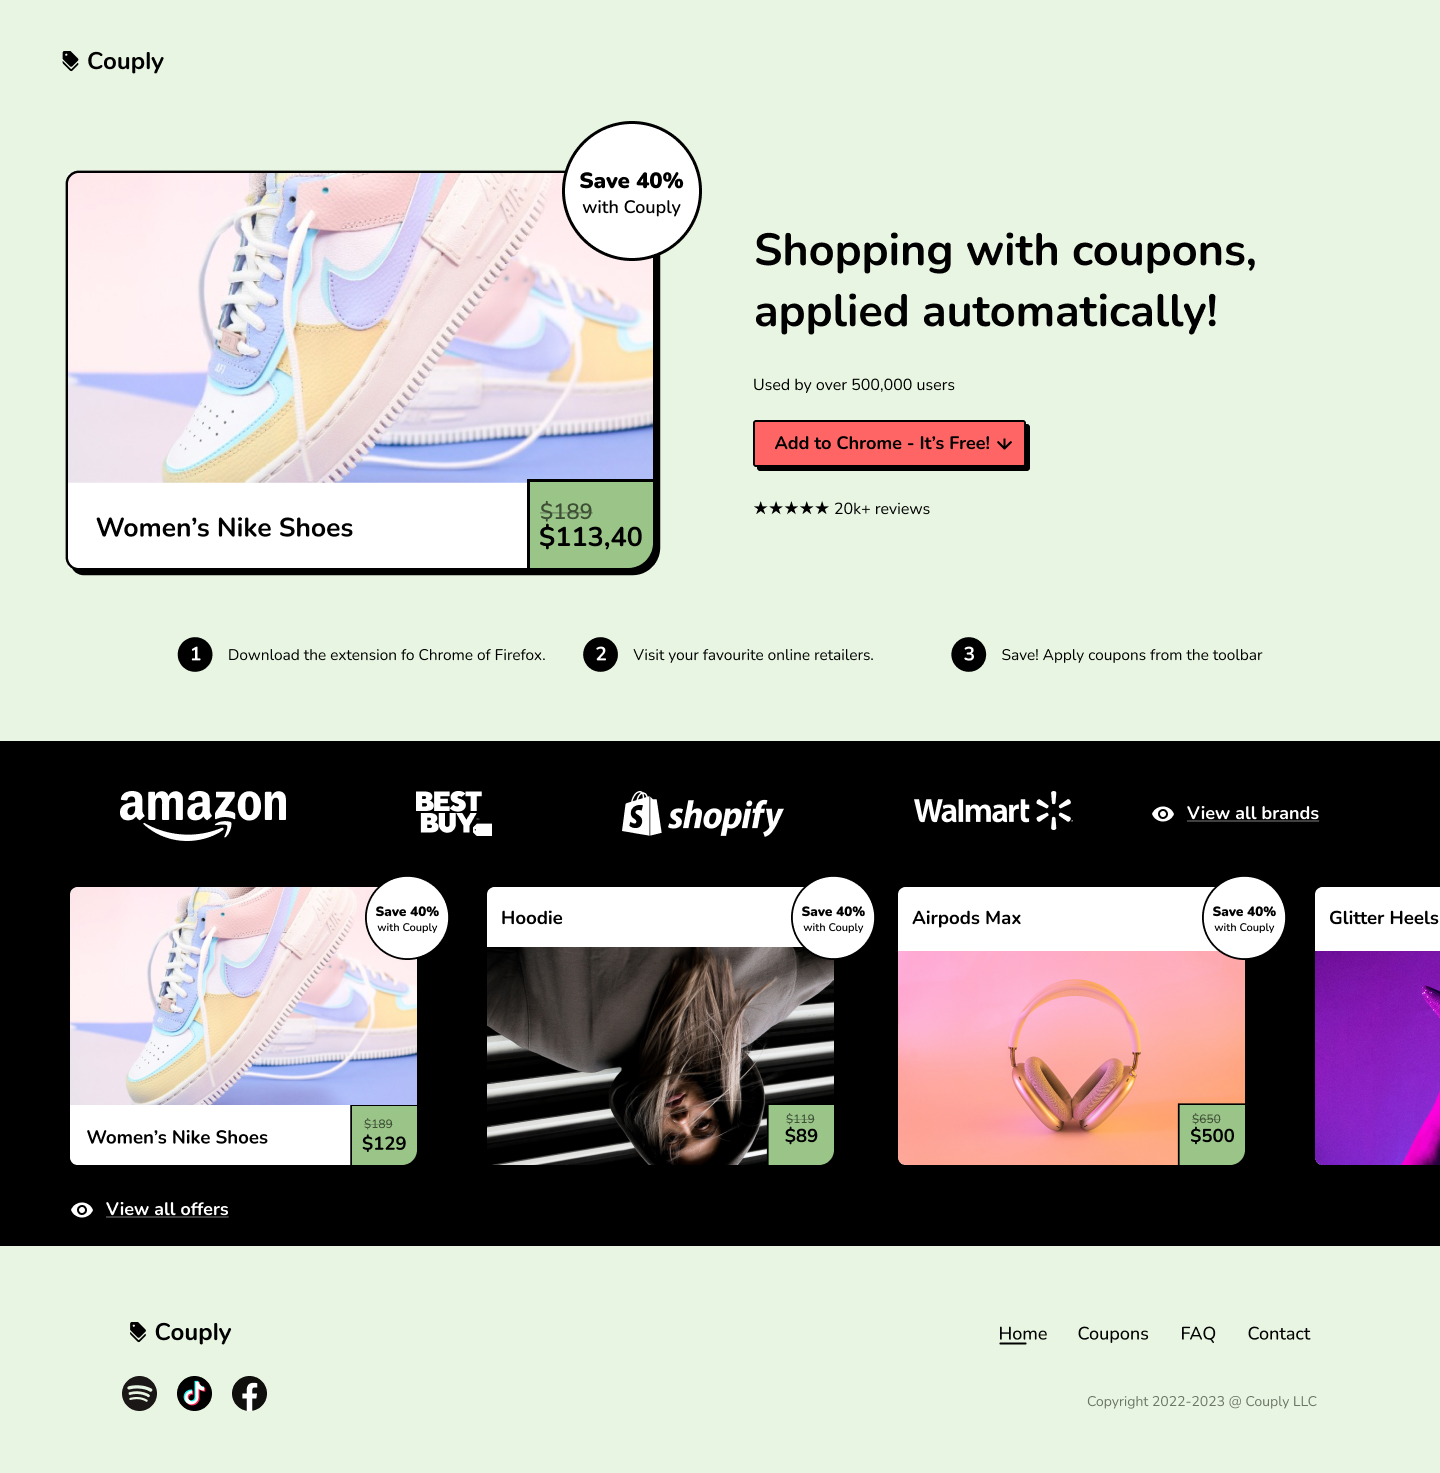 Couply
Save 40%
with Couply
Women’s Nike Shoes
$189
$113,40
Shopping with coupons,
applied automatically!
Used by over 500,000 users
Add to Chrome - It’s Free!
★★★★★ 20k+ reviews
1 Download the extension fo Chrome of Firefox.
2 Visit your favourite online retailers.
3 Save! Apply coupons from the toolbar
amazon
BEST
BUY
shopify
Walmart
View all brands
Save 40%
with Couply
Women’s Nike Shoes
$189
$129
Hoodie
Save 40%
with Couply
$119
$89
Airpods Max
Save 40%
with Couply
$650
$500
Glitter Heels
View all offers
Couply
Home Coupons FAQ Contact
Copyright 2022-2023 @ Couply LLC